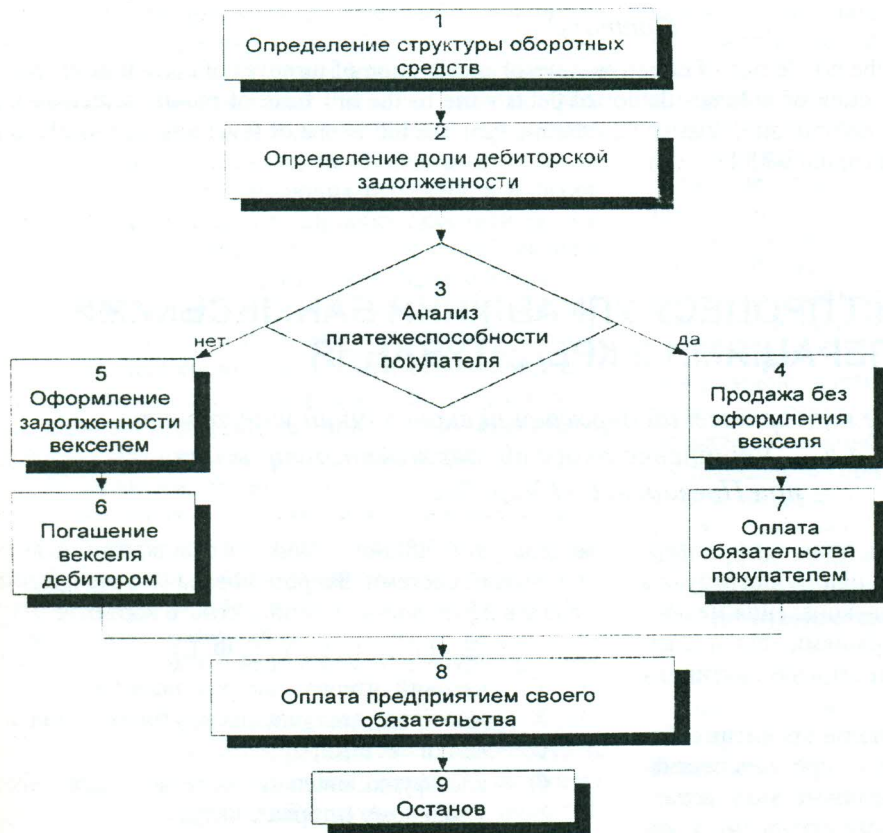 1
Определение структуры оборотных
средств
2
Определение доли дебиторской
задолженности
3
Анализ
платежеспособности
покупателя
нет
да
5
Оформление
задолженности
векселем
4
Продажа без
оформления
векселя
6
Погашение
векселя
дебитором
7
Оплата
обязательства
покупателем
8
Оплата предприятием своего
обязательства
9
Останов